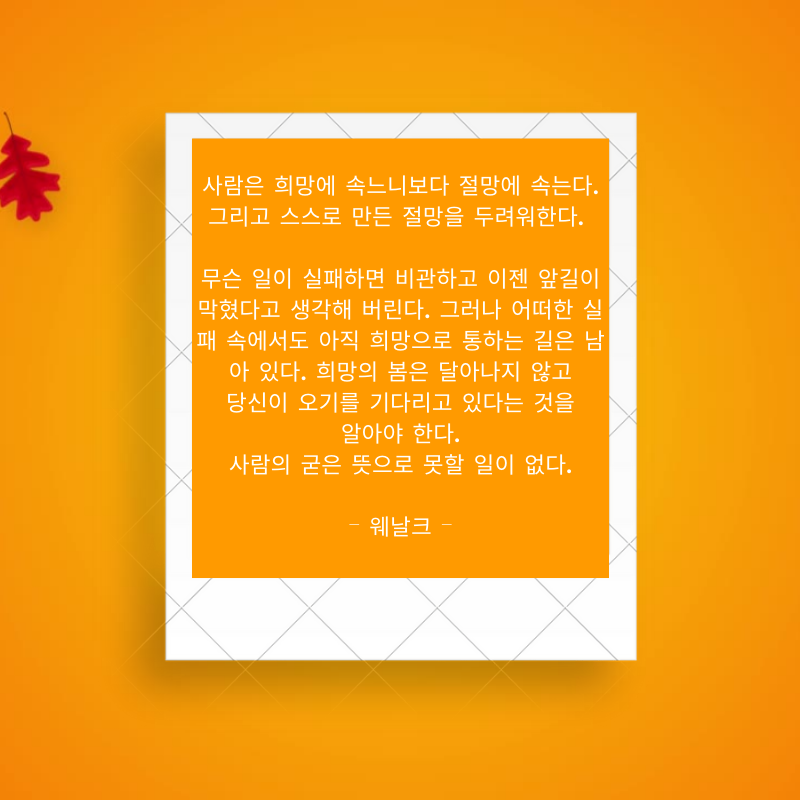 사람은 희망에 속느니보다 절망에 속는다.
그리고 스스로 만든 절망을 두려워한다.
무슨 일이 실패하면 비관하고 이젠 앞길이
막혔다고 생각해 버린다. 그러나 어떠한 실
패 속에서도 아직 희망으로 통하는 길은 남
아 있다. 희망의 봄은 달아나지 않고
당신이 오기를 기다리고 있다는 것을
알아야 한다.
사람의 굳은 뜻으로 못할 일이 없다.
- 웨날크 -